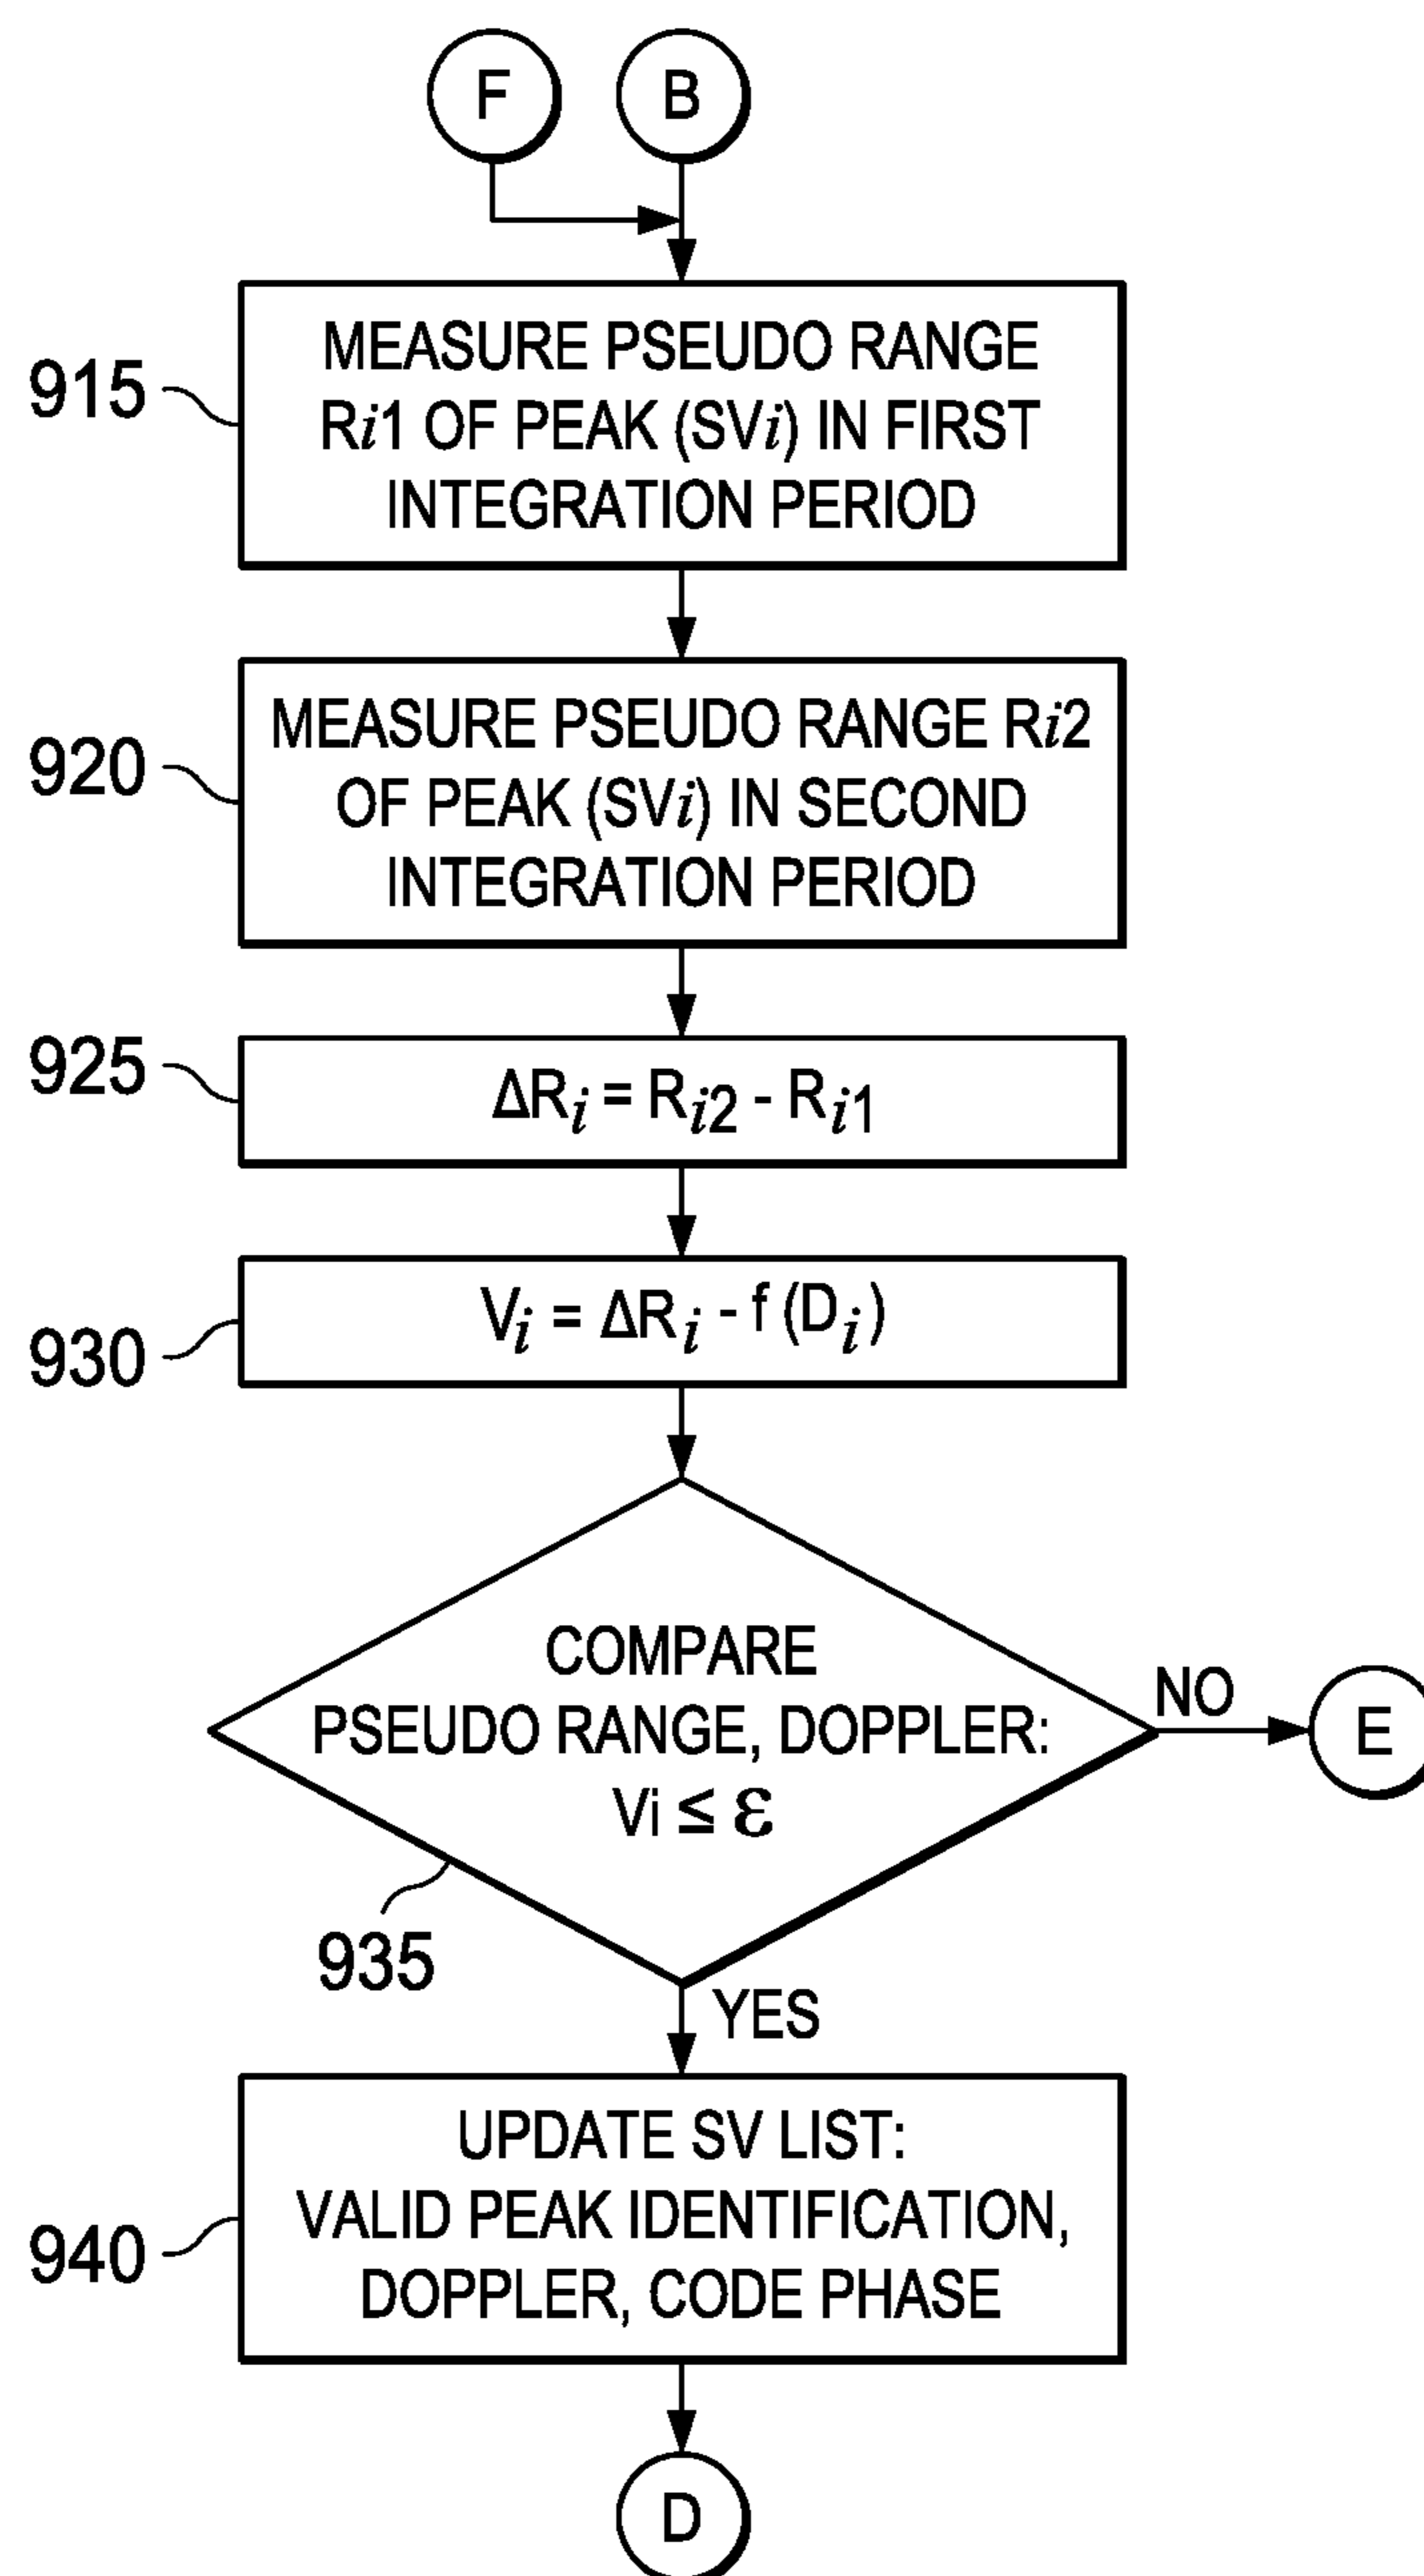 F B
915
MEASURE PSEUDO RANGE
Ri1 OF PEAK (SVi) IN FIRST
INTEGRATION PERIOD
920
MEASURE PSEUDO RANGE Ri2
OF PEAK (SVi) IN SECOND
INTEGRATION PERIOD
925
ΔRi = Ri2 - Ri1
930
Vi = ΔRi - f (Di)
COMPARE
PSEUDO RANGE, DOPPLER:
Vi ≤ ε
NO
E
935
YES
940
UPDATE SV LIST:
VALID PEAK IDENTIFICATION,
DOPPLER, CODE PHASE
D